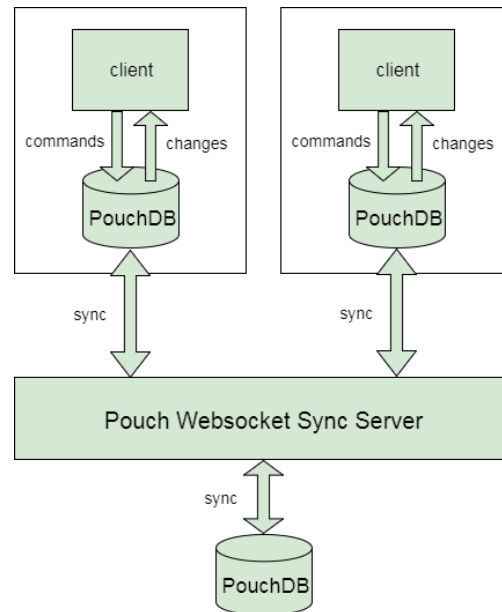 client
client
commands
changes
commands
changes
PouchDB
PouchDB
sync
sync
Pouch Websocket Sync Server
sync
PouchDB